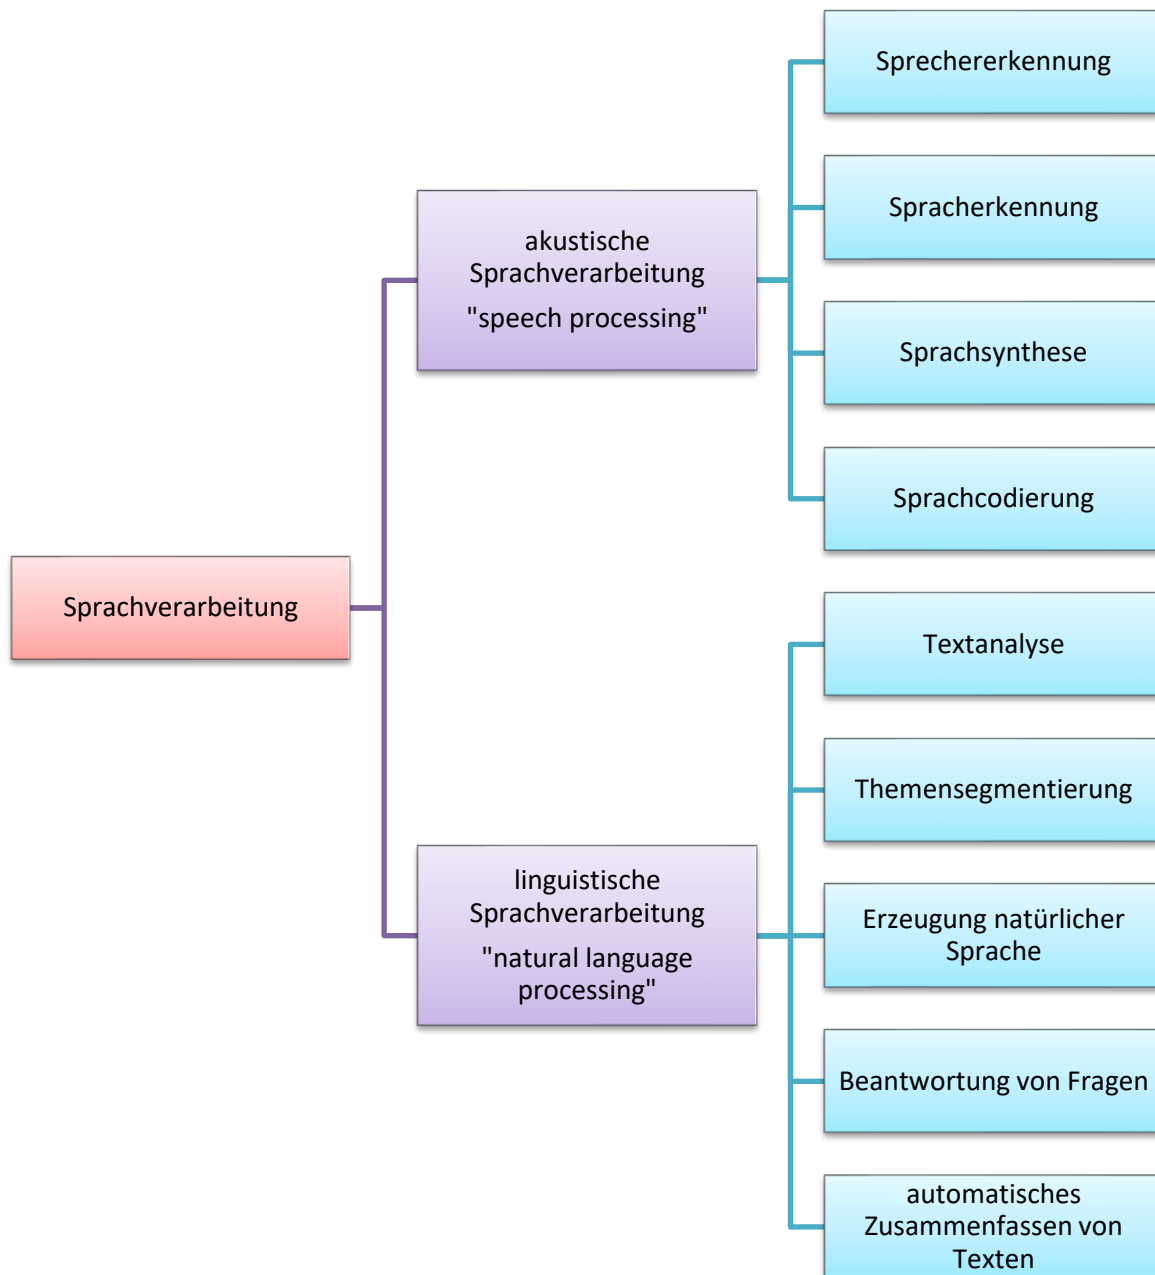 Sprachverarbeitung
akustische
Sprachverarbeitung
"speech processing"
Sprechererkennung
Spracherkennung
Sprachsynthese
Sprachcodierung
linguistische
Sprachverarbeitung
"natural language
processing"
Textanalyse
Themensegmentierung
Erzeugung natürlicher
Sprache
Beantwortung von Fragen
automatisches
Zusammenfassen von
Texten